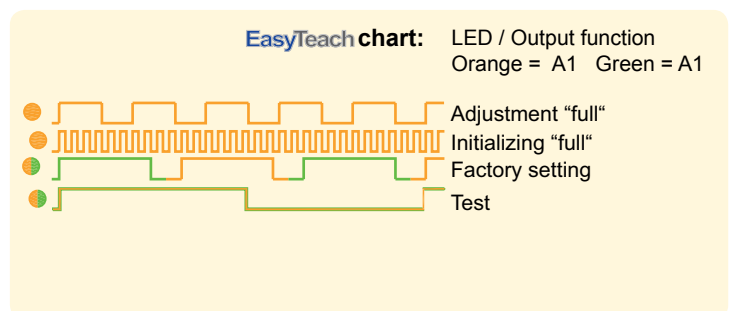 EasyTeach chart: LED / Output function
Orange = A1 Green = A1
Adjustment “full“
Initializing “full“
Factory setting
Test